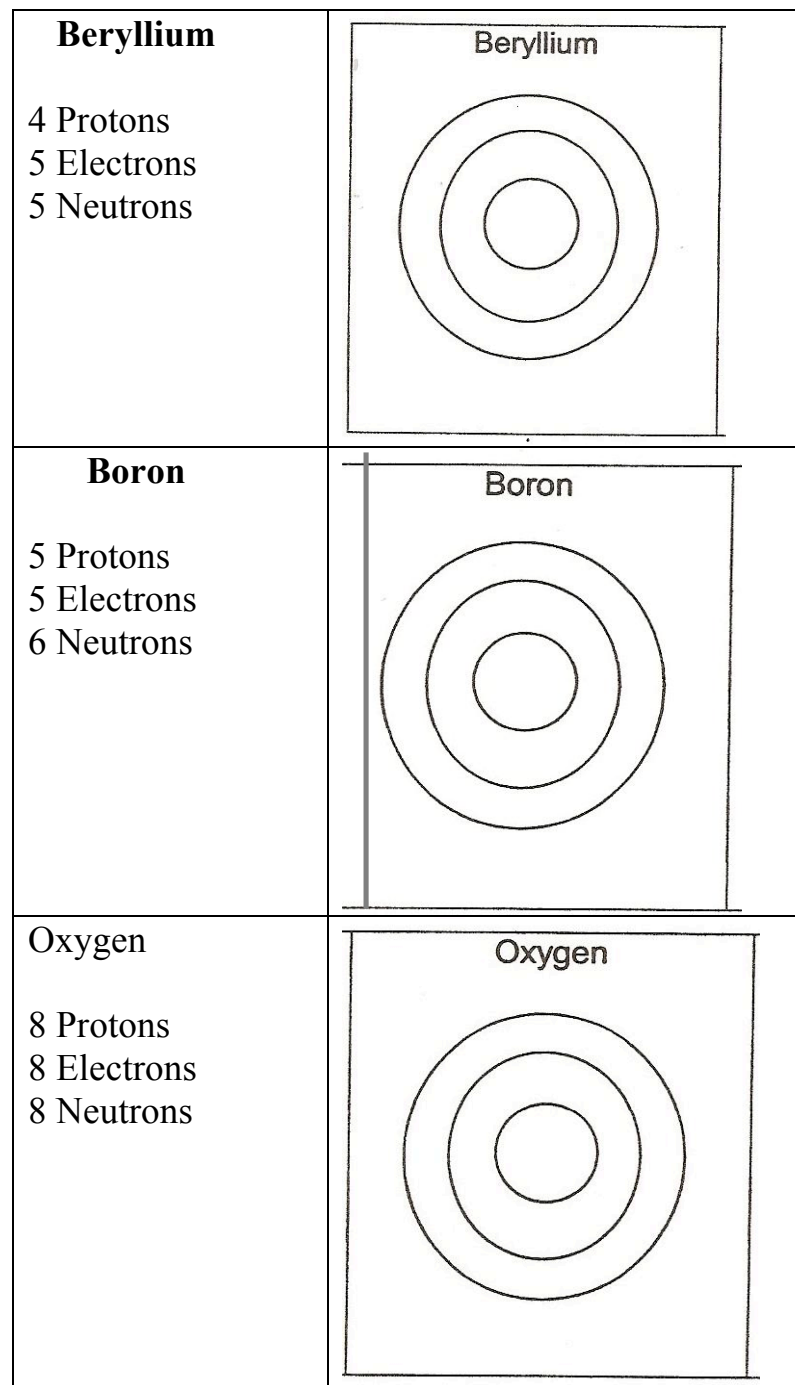 Beryllium
4 Protons
5 Electrons
5 Neutrons
Beryllium
Boron
5 Protons
5 Electrons
6 Neutrons
Boron
Oxygen
8 Protons
8 Electrons
8 Neutrons
Oxygen